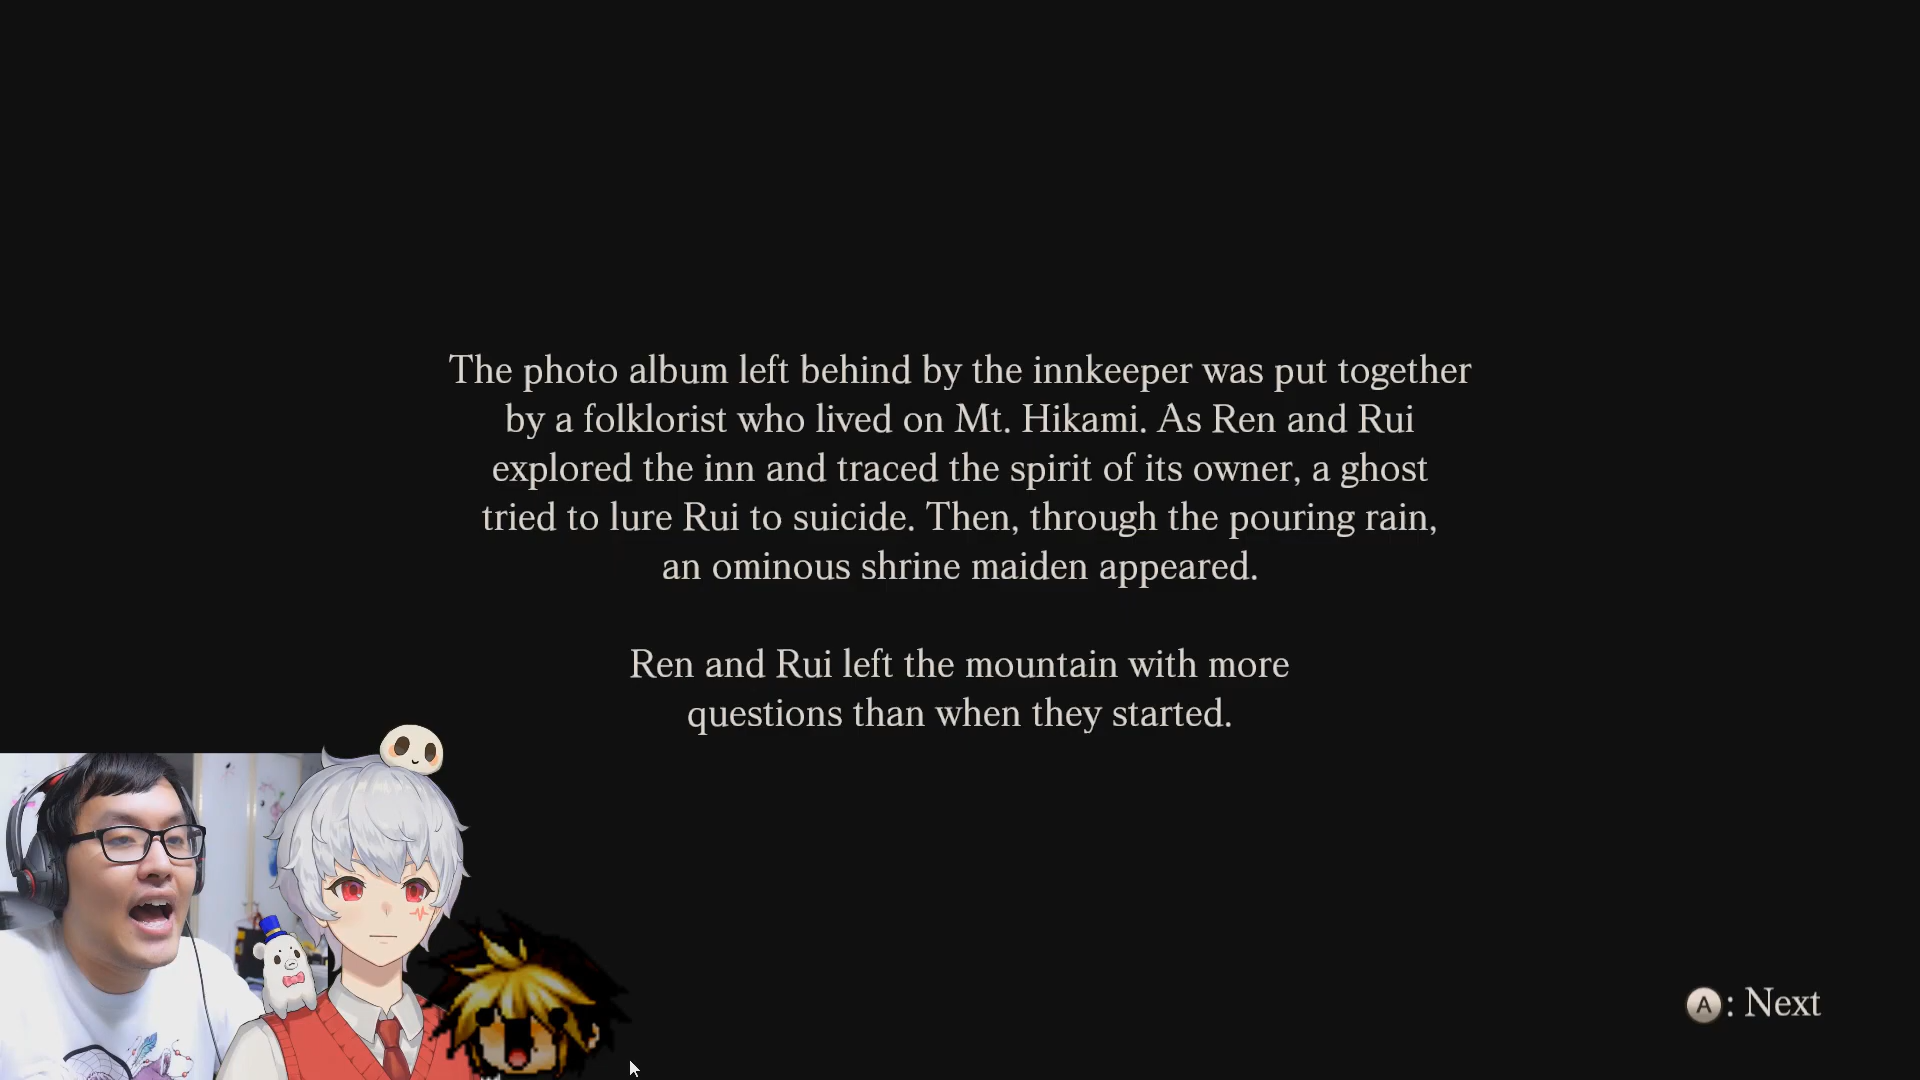 The photo album left behind by the innkeeper was put together
by a folklorist who lived on Mt. Hikami. As Ren and Rui
explored the inn and traced the spirit of its owner, a ghost
tried to lure Rui to suicide. Then, through the pouring rain,
an ominous shrine maiden appeared.
Ren and Rui left the mountain with more
questions than when they started.
A : Next